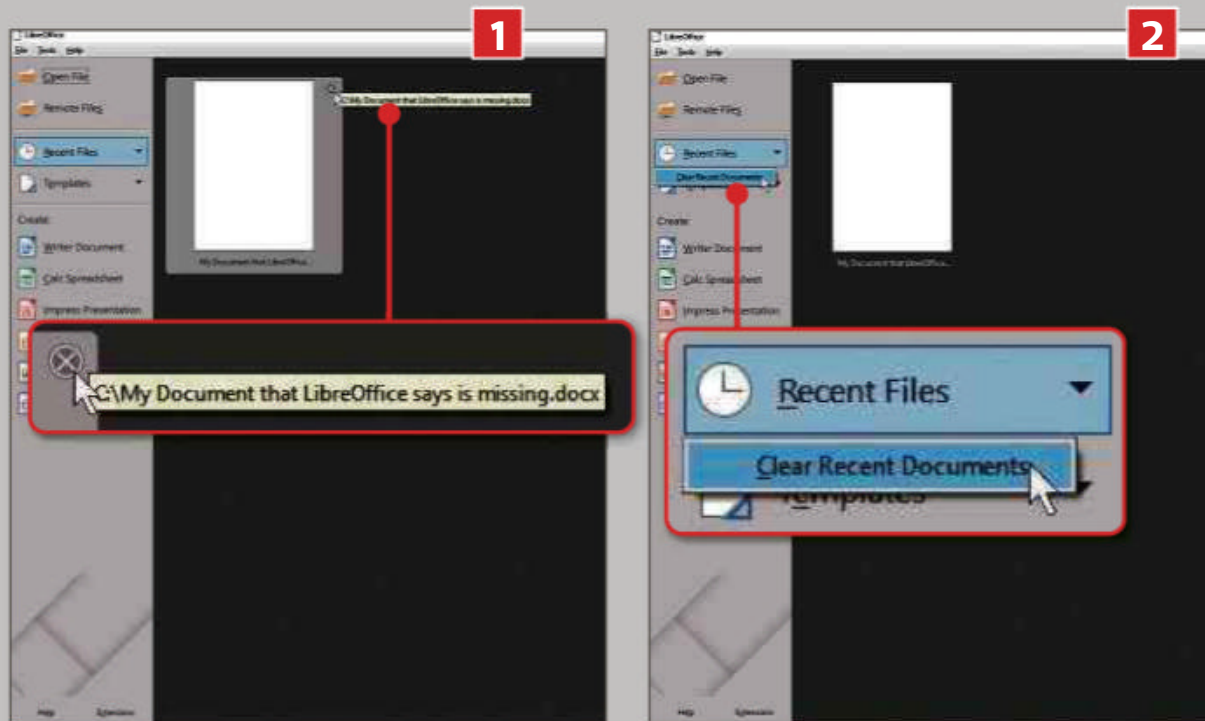 1
LibreOffice
File Tools Help
Open File
Remote Files
Recent Files
Templates
Create:
Writer Document
Calc Spreadsheet
Impress Presentation
C:\My Document that LibreOffice says is missing.docx
My Document that LibreOffice...
C:\My Document that LibreOffice says is missing.docx
Help Extensions
2
LibreOffice
File Tools Help
Open File
Remote Files
Recent Files
Clear Recent Documents
Create:
Writer Document
Calc Spreadsheet
Impress Presentation
My Document that LibreOffice...
Recent Files
Clear Recent Documents
Templates
Help Extensions